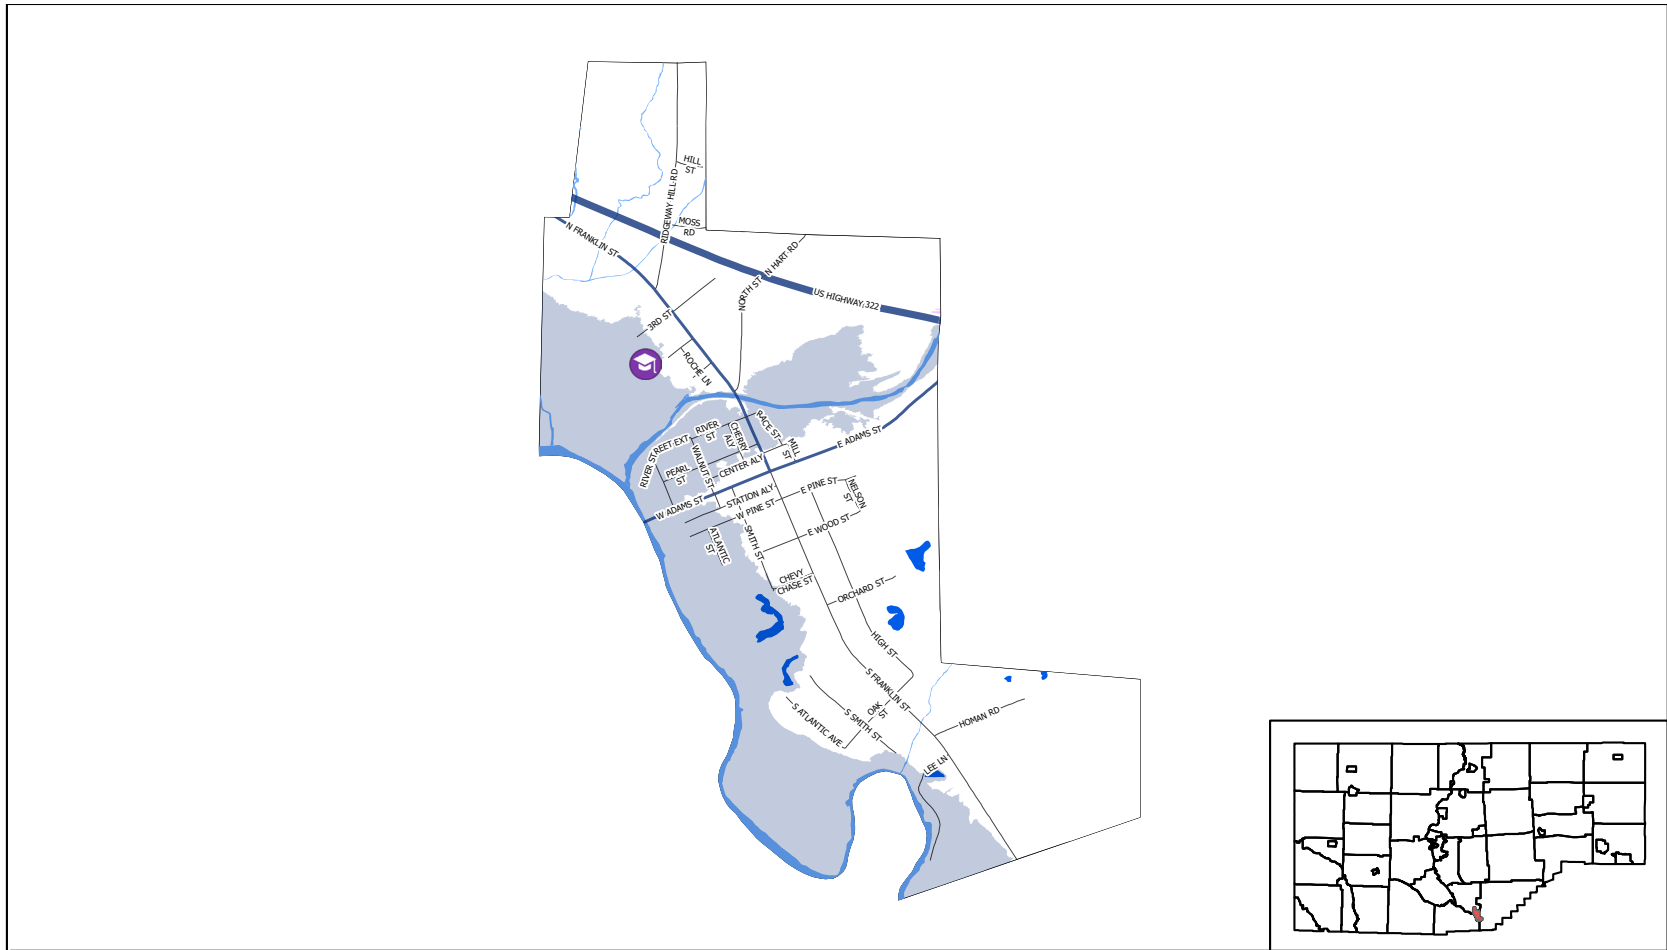 HILL
ST
RIDGEWAY HILL RD
MOSS
RD
N FRANKLIN ST
N HART RD
NORTH ST
US HIGHWAY 322
3RD ST
ROCHE LN
RACE ST
RIVER
ST
CHERRY
ALY
MILL
ST
E ADAMS ST
RIVER STREET EXT
WALNUT ST
CENTER ALY
PEARL
ST
W ADAMS ST
STATION ALY
W PINE ST
E PINE ST
NELSON
ST
E WOOD ST
ATLANTIC
ST
SMITH ST
CHEVY
CHASE ST
ORCHARD ST
HIGH ST
S FRANKLIN ST
OAK
ST
S SMITH ST
S ATLANTIC AVE
HOMAN RD
LEE LN